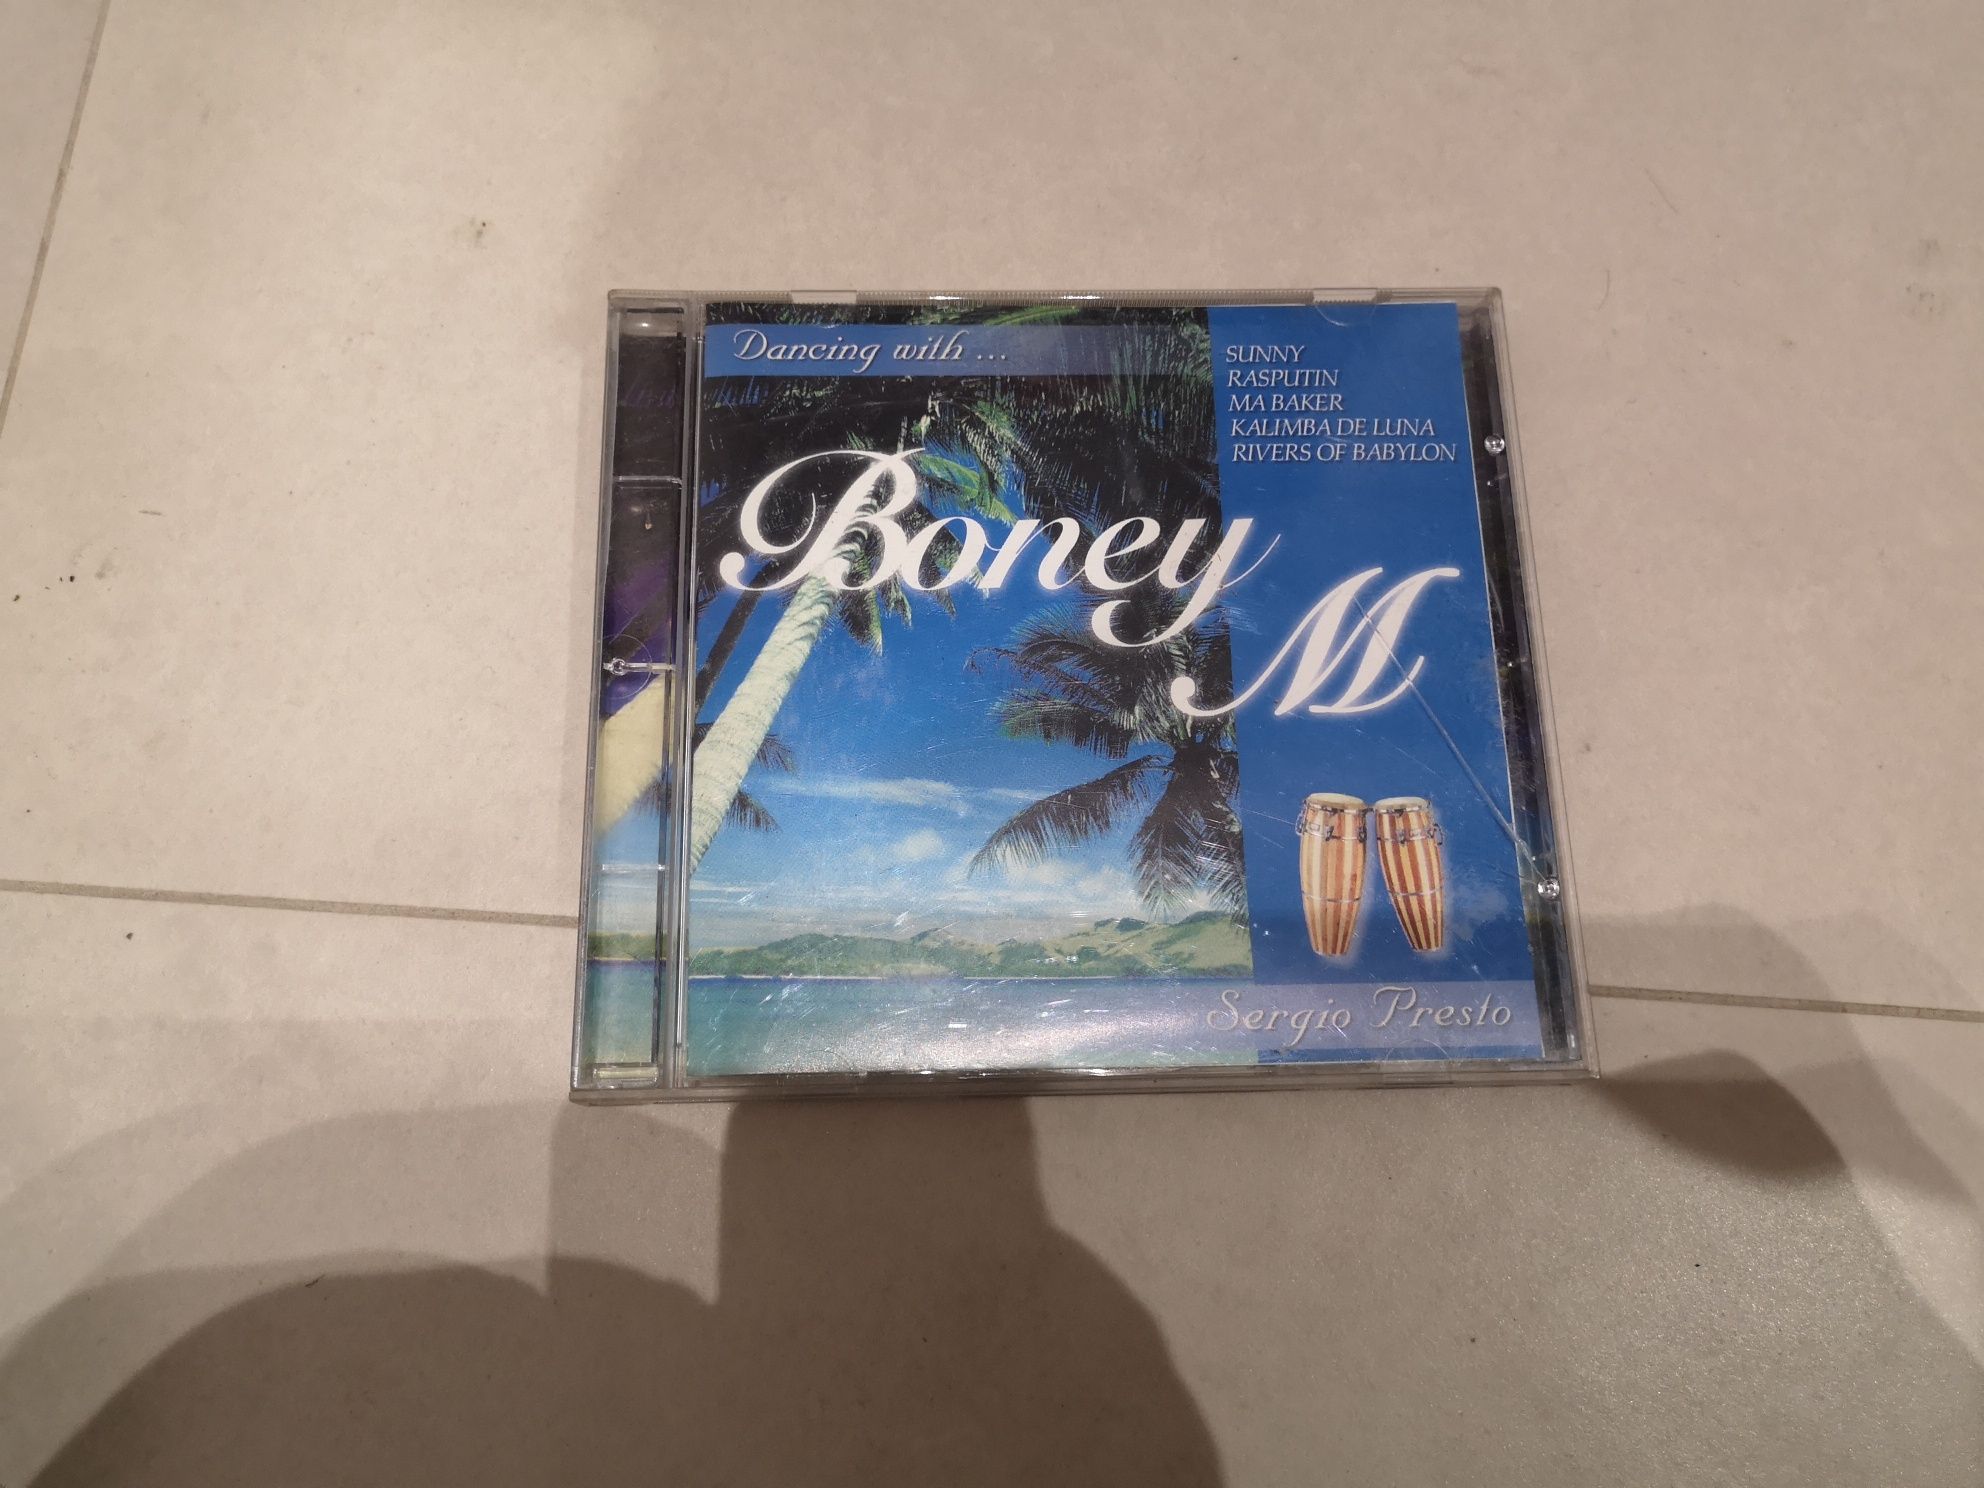 Dancing with ...
SUNNY
RASPUTIN
MA BAKER
KALIMBA DE LUNA
RIVERS OF BABYLON
Boney M
Sergio Presto